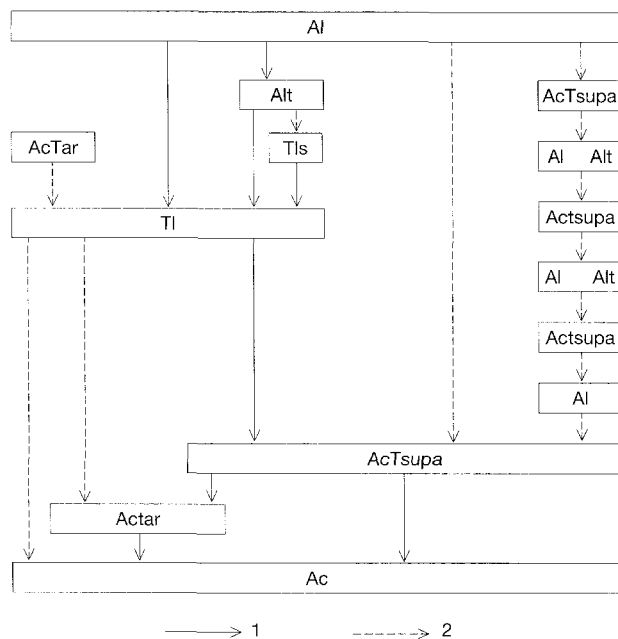 Al
Alt
AcTsupa
AcTar
Tls
Al Alt
Tl
Actsupa
Al Alt
Actsupa
Al
AcTsupa
Actar
Ac
1 2